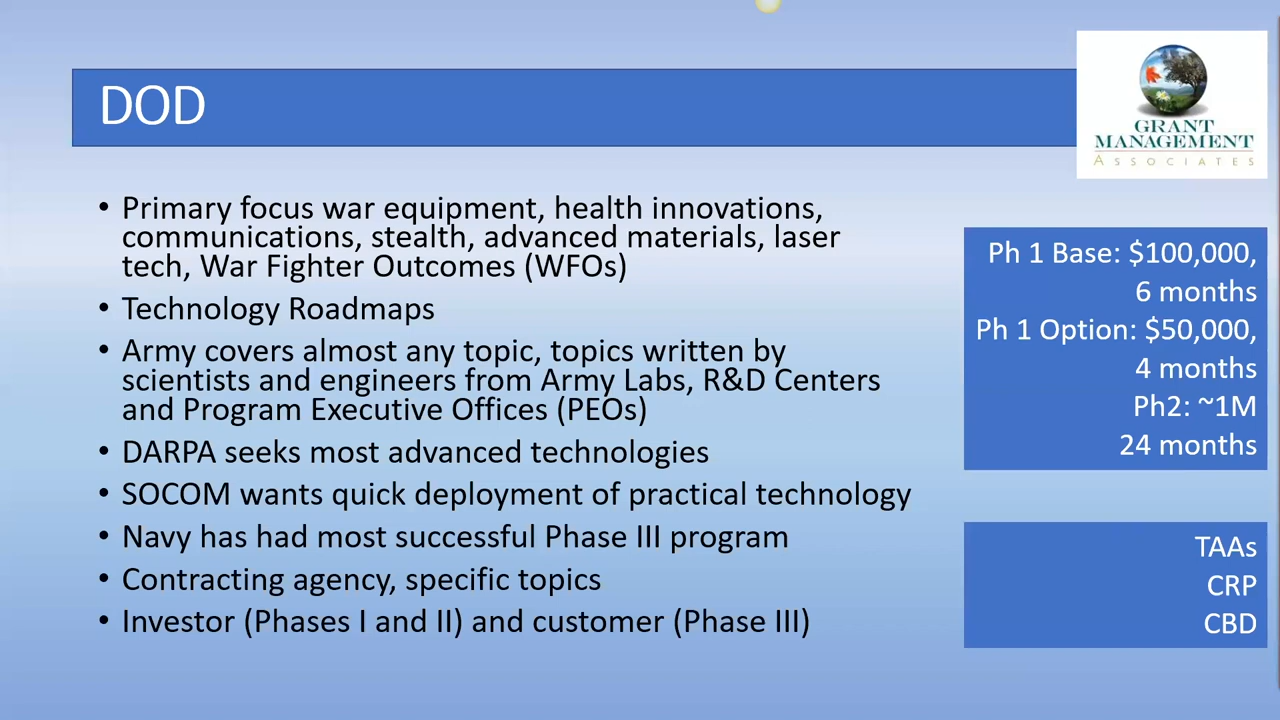 DOD
GRANT
MANAGEMENT
ASSOCIATES
• Primary focus war equipment, health innovations,
communications, stealth, advanced materials, laser
tech, War Fighter Outcomes (WFOs)
• Technology Roadmaps
• Army covers almost any topic, topics written by
scientists and engineers from Army Labs, R&D Centers
and Program Executive Offices (PEOs)
• DARPA seeks most advanced technologies
• SOCOM wants quick deployment of practical technology
• Navy has had most successful Phase III program
• Contracting agency, specific topics
• Investor (Phases I and II) and customer (Phase III)
Ph 1 Base: $100,000,
6 months
Ph 1 Option: $50,000,
4 months
Ph2: ~1M
24 months
TAAs
CRP
CBD